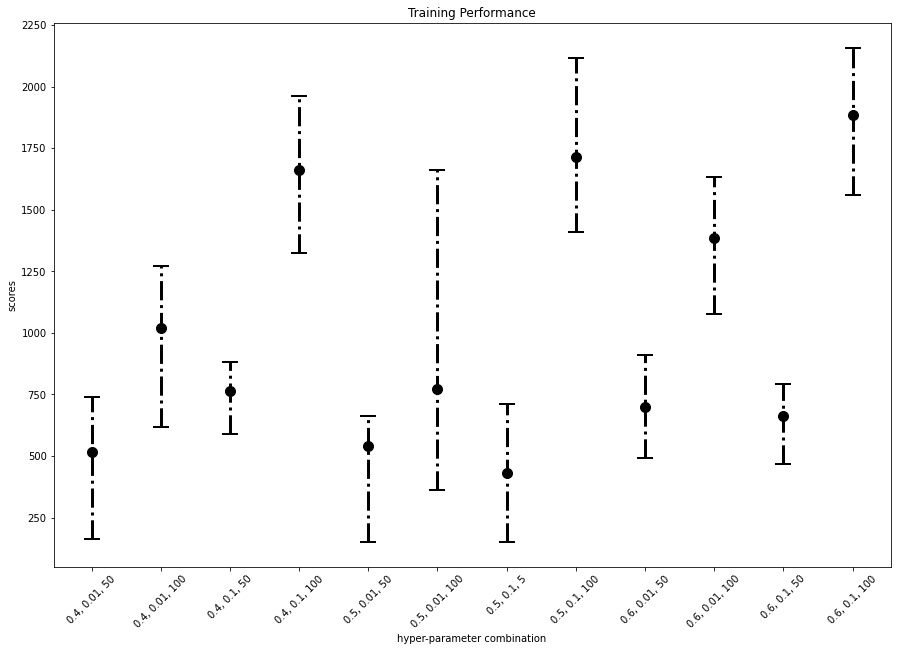 Training Performance
2250
2000
1750
1500
1250
1000
750
500
250
scores
0.4, 0.01, 50
0.4, 0.01, 100
0.4, 0.1, 50
0.4, 0.1, 100
0.5, 0.01, 50
0.5, 0.01, 100
0.5, 0.1, 5
0.5, 0.1, 100
0.6, 0.01, 50
0.6, 0.01, 100
0.6, 0.1, 50
0.6, 0.1, 100
hyper-parameter combination